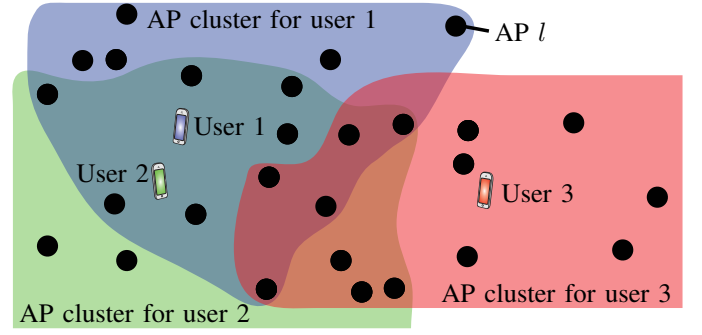 AP cluster for user 1
AP l
User 1
User 2
User 3
AP cluster for user 3
AP cluster for user 2